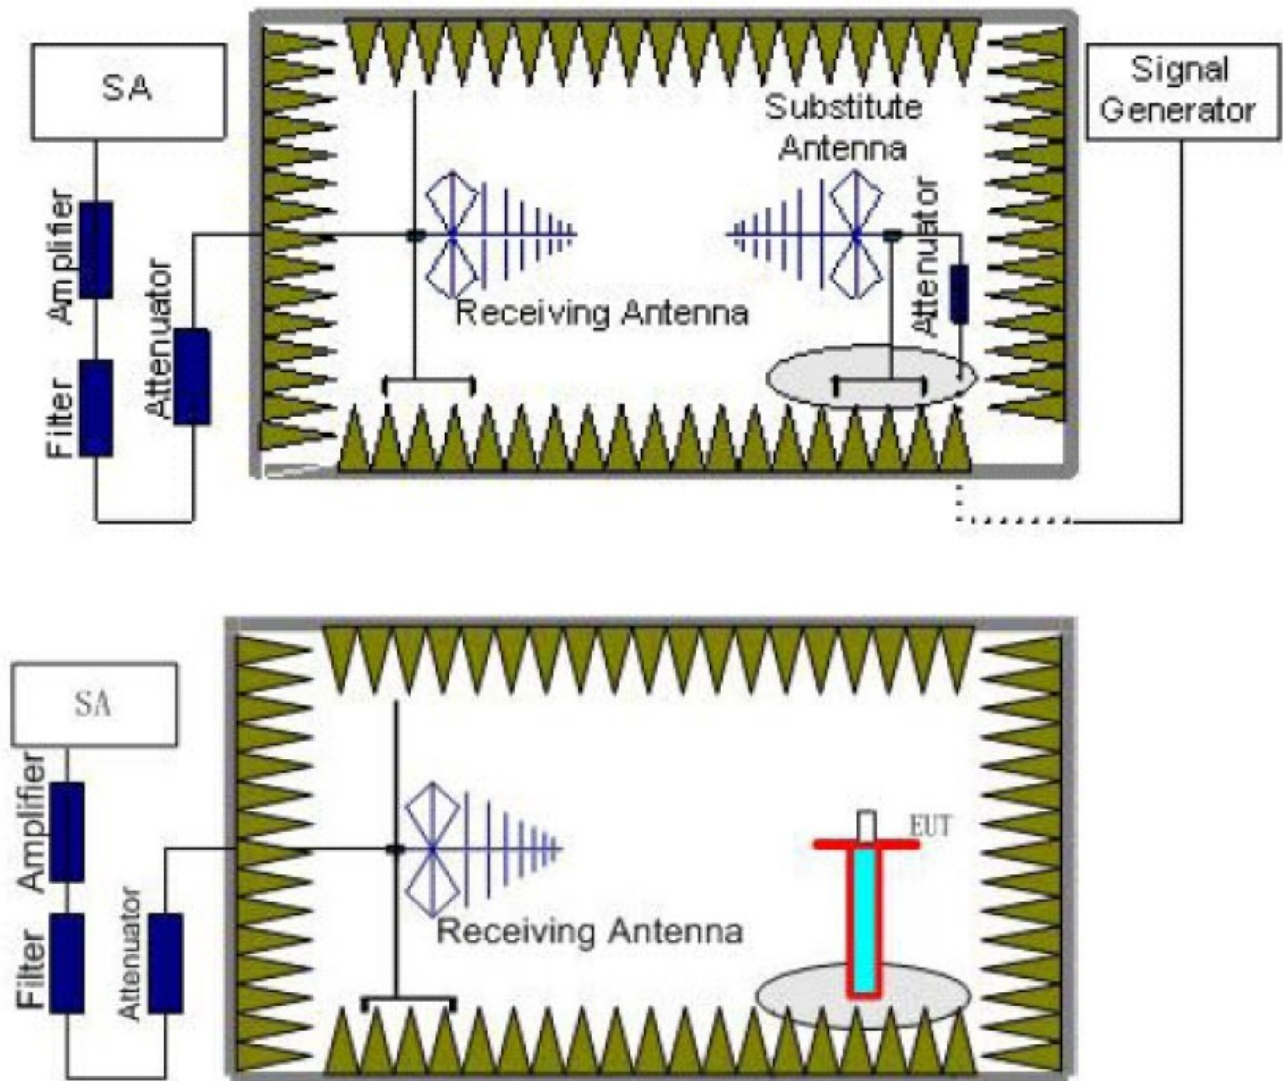 SA
Signal
Generator
Substitute
Antenna
Amplifier
Attenuator
Attenuator
Receiving Antenna
Filter
SA
Amplifier
EUT
Attenuator
Receiving Antenna
Filter